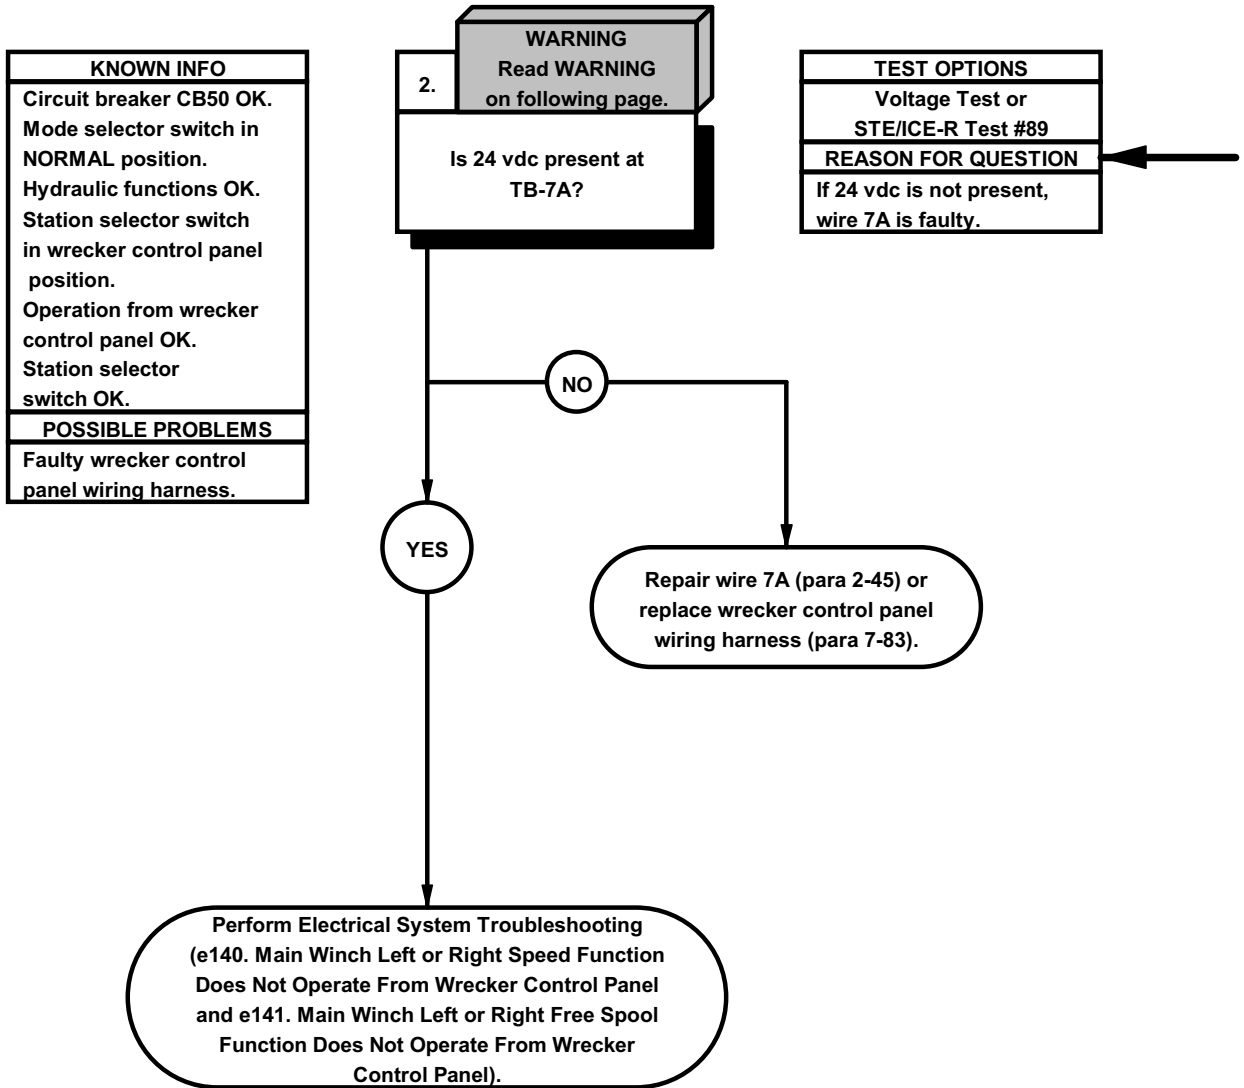 KNOWN INFO
Circuit breaker CB50 OK.
Mode selector switch in
NORMAL position.
Hydraulic functions OK.
Station selector switch
in wrecker control panel
position.
Operation from wrecker
control panel OK.
Station selector
switch OK.
POSSIBLE PROBLEMS
Faulty wrecker control
panel wiring harness.
WARNING
Read WARNING
on following page.
2.
Is 24 vdc present at
TB-7A?
TEST OPTIONS
Voltage Test or
STE/ICE-R Test #89
REASON FOR QUESTION
If 24 vdc is not present,
wire 7A is faulty.
NO
YES
Repair wire 7A (para 2-45) or
replace wrecker control panel
wiring harness (para 7-83).
Perform Electrical System Troubleshooting
(e140. Main Winch Left or Right Speed Function
Does Not Operate From Wrecker Control Panel
and e141. Main Winch Left or Right Free Spool
Function Does Not Operate From Wrecker
Control Panel).